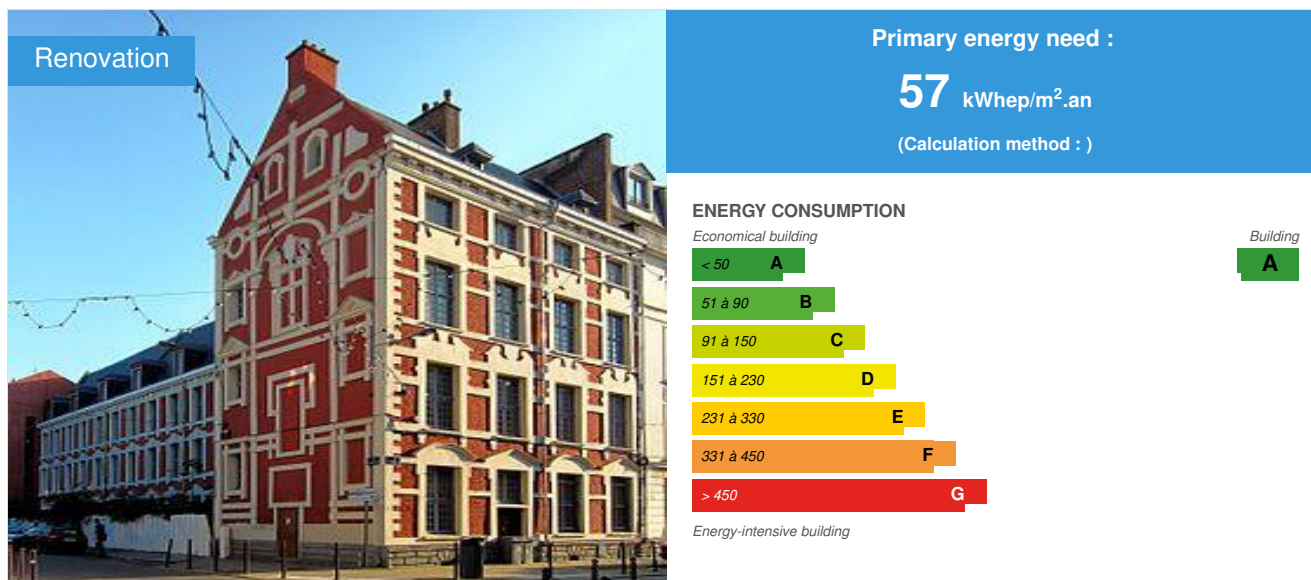 Renovation
Primary energy need :
57 kWhep/m².an
(Calculation method : )
ENERGY CONSUMPTION
Economical building
Building
< 50 A
A
51 à 90 B
91 à 150 C
151 à 230 D
231 à 330 E
331 à 450 F
> 450 G
Energy-intensive building